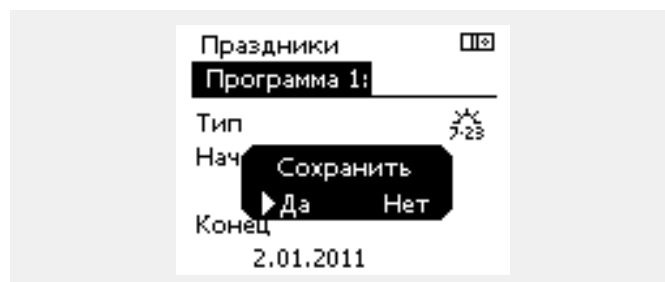 Праздники
Программа 1:
Тип
7-23
Нач
Сохранить
Да Нет
Конец
2.01.2011